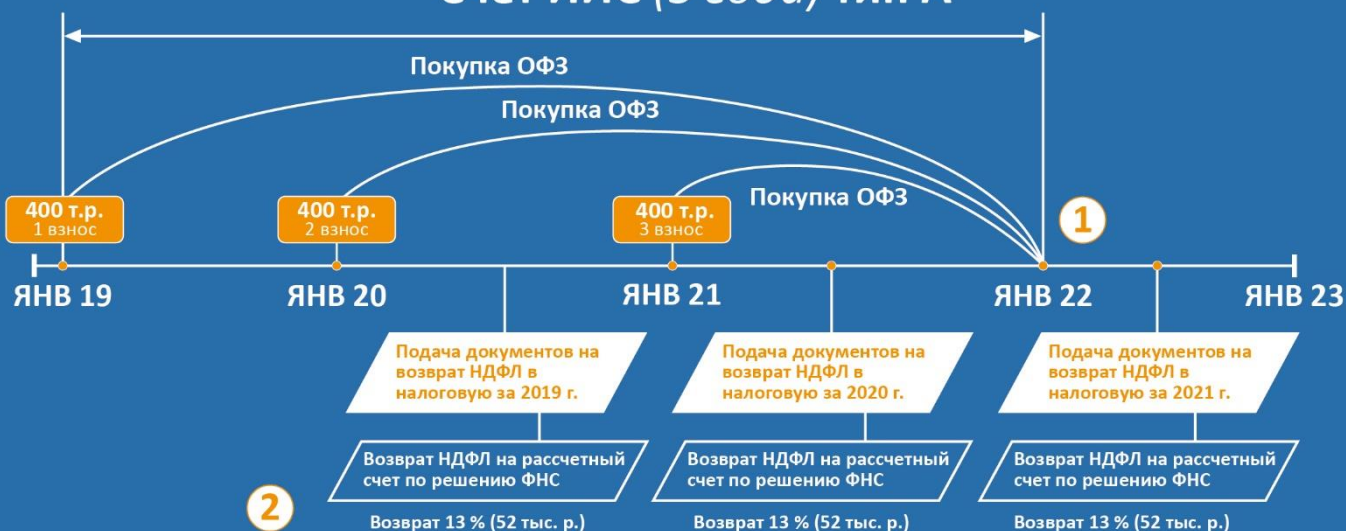 Покупка ОФЗ
Покупка ОФЗ
Покупка ОФЗ
400 т.р.
1 взнос
400 т.р.
2 взнос
400 т.р.
3 взнос
1
ЯНВ 19
ЯНВ 20
ЯНВ 21
ЯНВ 22
ЯНВ 23
Подача документов на
возврат НДФЛ в
налоговую за 2019 г.
Подача документов на
возврат НДФЛ в
налоговую за 2020 г.
Подача документов на
возврат НДФЛ в
налоговую за 2021 г.
Возврат НДФЛ на рассчетный
счет по решению ФНС
Возврат НДФЛ на рассчетный
счет по решению ФНС
Возврат НДФЛ на рассчетный
счет по решению ФНС
2
Возврат 13 % (52 тыс. р.)
Возврат 13 % (52 тыс. р.)
Возврат 13 % (52 тыс. р.)